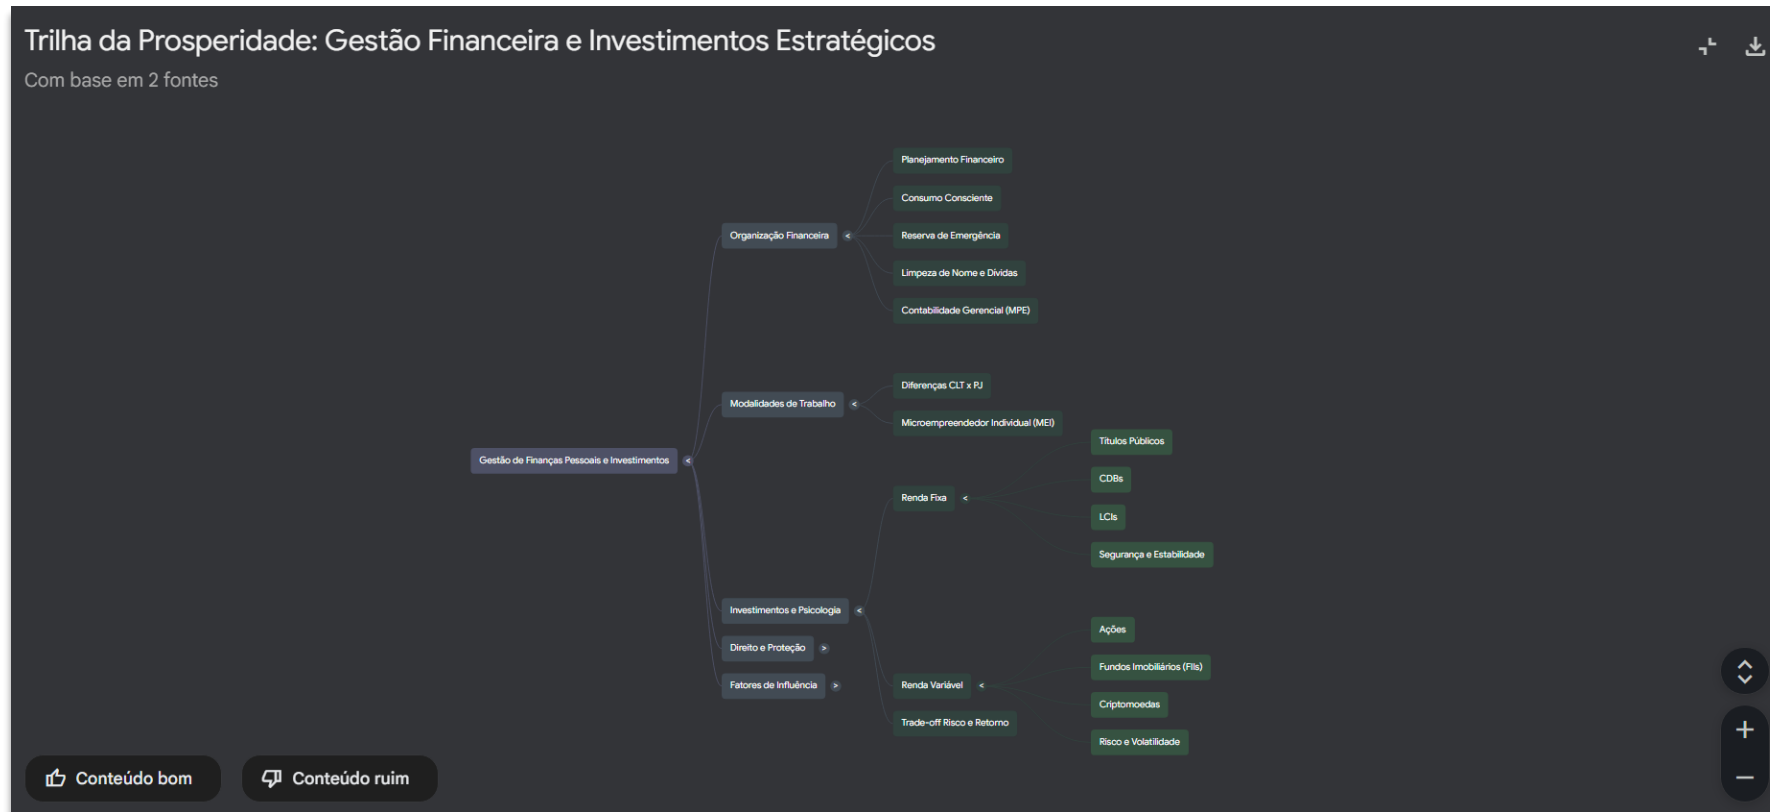 Trilha da Prosperidade: Gestão Financeira e Investimentos Estratégicos
Com base em 2 fontes
Planejamento Financeiro
Consumo Consciente
Organização Financeira <
Reserva de Emergência
Limpeza de Nome e Dívidas
Contabilidade Gerencial (MPE)
Diferenças CLT x PJ
Modalidades de Trabalho <
Microempreendedor Individual (MEI)
Gestão de Finanças Pessoais e Investimentos <
Títulos Públicos
CDBs
Renda Fixa <
LCIs
Segurança e Estabilidade
Investimentos e Psicologia <
Direito e Proteção >
Fatores de Influência >
Ações
Fundos Imobiliários (FIIs)
Renda Variável <
Criptomoedas
Trade-off Risco e Retorno
Risco e Volatilidade
Conteúdo bom
Conteúdo ruim